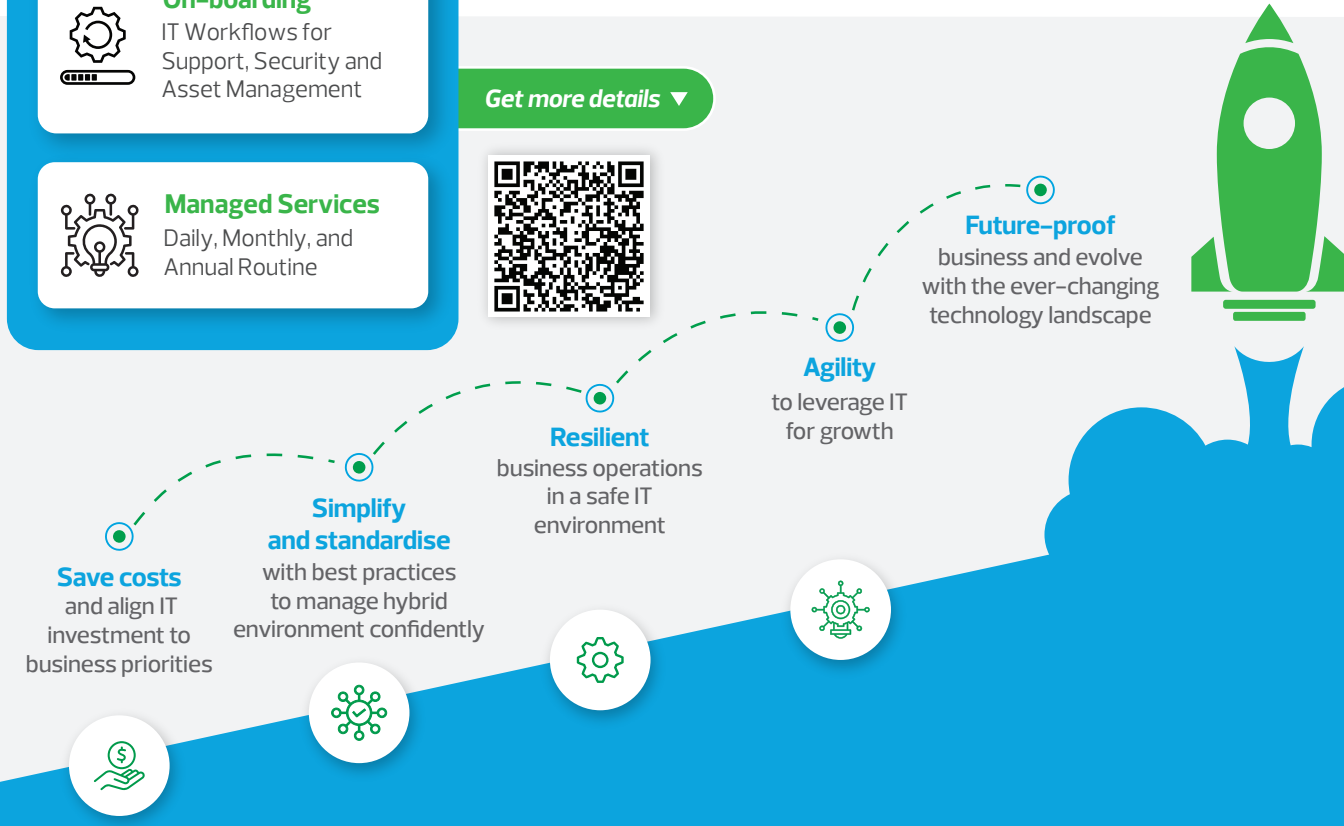 On-boarding
IT Workflows for
Support, Security and
Asset Management
Get more details
Managed Services
Daily, Monthly, and
Annual Routine
Future-proof
business and evolve
with the ever-changing
technology landscape
Agility
to leverage IT
for growth
Resilient
business operations
in a safe IT
environment
Simplify
and standardise
with best practices
to manage hybrid
environment confidently
Save costs
and align IT
investment to
business priorities
$